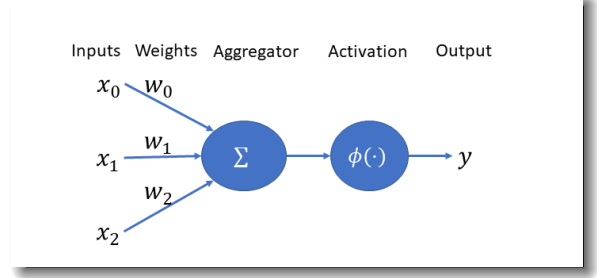 Inputs Weights Aggregator Activation Output
x₀ w₀
x₁ w₁ Σ ϕ(·) y
x₂ w₂